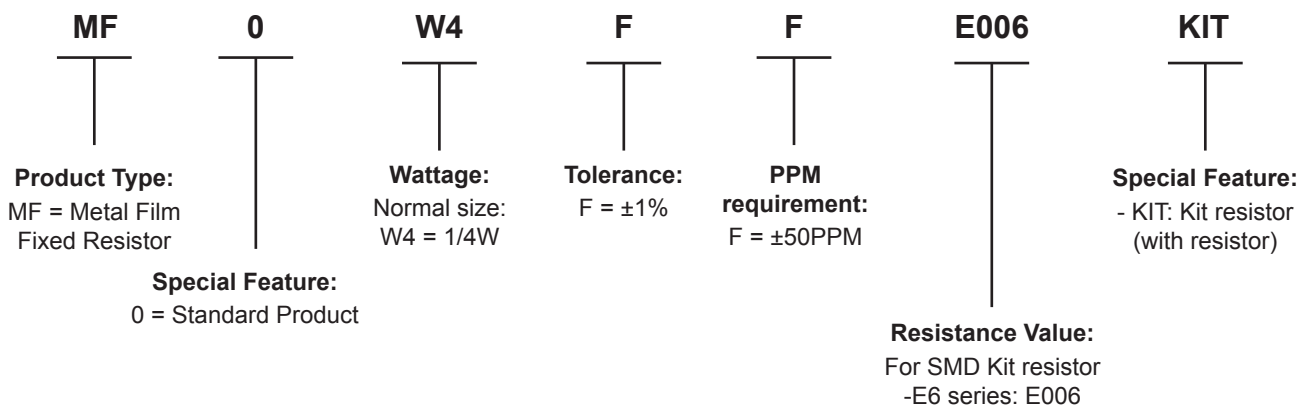 MF 0 W4 F F E006 KIT
Product Type:
MF = Metal Film
Fixed Resistor
Special Feature:
0 = Standard Product
Wattage:
Normal size:
W4 = 1/4W
Tolerance:
F = ±1%
PPM
requirement:
F = ±50PPM
Resistance Value:
For SMD Kit resistor
-E6 series: E006
Special Feature:
- KIT: Kit resistor
(with resistor)